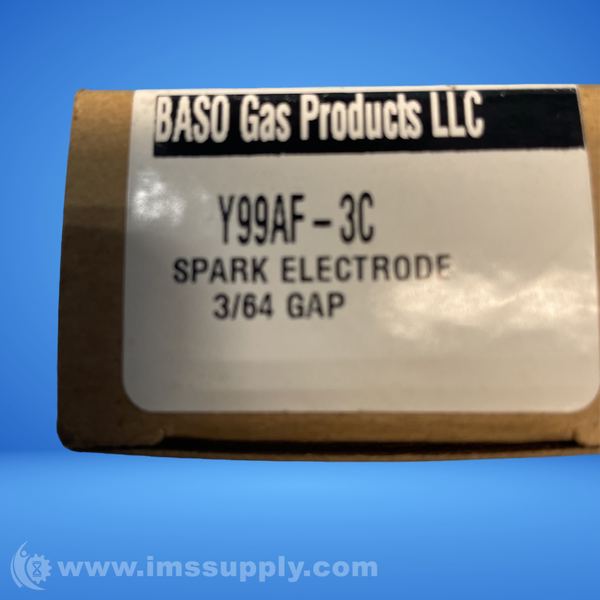 BASO Gas Products LLC
Y99AF-3C
SPARK ELECTRODE
3/64 GAP
www.imssupply.com